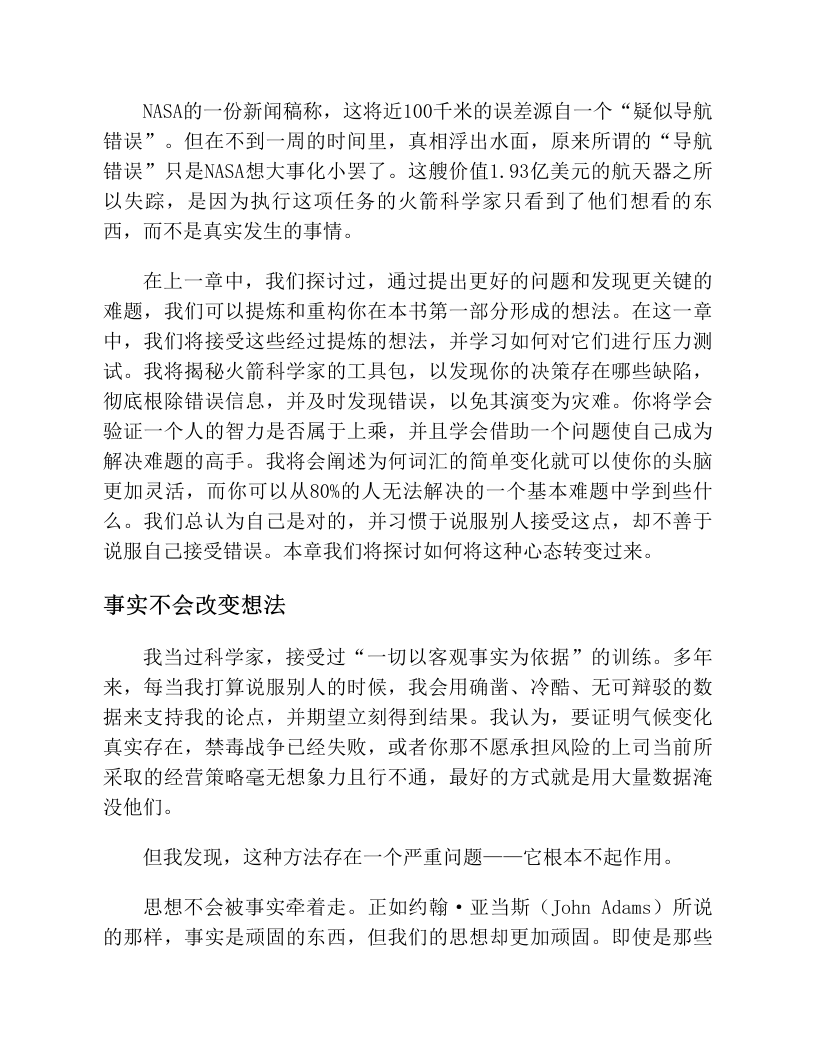 NASA的一份新闻稿称，这将近100千米的误差源自一个“疑似导航
错误”。但在不到一周的时间里，真相浮出水面，原来所谓的“导航
错误”只是NASA想大事化小罢了。这艘价值1.93亿美元的航天器之所
以失踪，是因为执行这项任务的火箭科学家只看到了他们想看的东
西，而不是真实发生的事情。
在上一章中，我们探讨过，通过提出更好的问题和发现更关键的
难题，我们可以提炼和重构你在本书第一部分形成的想法。在这一章
中，我们将接受这些经过提炼的想法，并学习如何对它们进行压力测
试。我将揭秘火箭科学家的工具包，以发现你的决策存在哪些缺陷，
彻底根除错误信息，并及时发现错误，以免其演变为灾难。你将学会
验证一个人的智力是否属于上乘，并且学会借助一个问题使自己成为
解决难题的高手。我将会阐述为何词汇的简单变化就可以使你的头脑
更加灵活，而你可以从80%的人无法解决的一个基本难题中学到些什
么。我们总认为自己是对的，并习惯于说服别人接受这点，却不善于
说服自己接受错误。本章我们将探讨如何将这种心态转变过来。
事实不会改变想法
我当过科学家，接受过“一切以客观事实为依据”的训练。多年
来，每当我打算说服别人的时候，我会用确凿、冷酷、无可辩驳的数
据来支持我的论点，并期望立刻得到结果。我认为，要证明气候变化
真实存在，禁毒战争已经失败，或者你那不愿承担风险的上司当前所
采取的经营策略毫无想象力且行不通，最好的方式就是用大量数据淹
没他们。
但我发现，这种方法存在一个严重问题——它根本不起作用。
思想不会被事实牵着走。正如约翰·亚当斯（John Adams）所说
的那样，事实是顽固的东西，但我们的思想却更加顽固。即使是那些